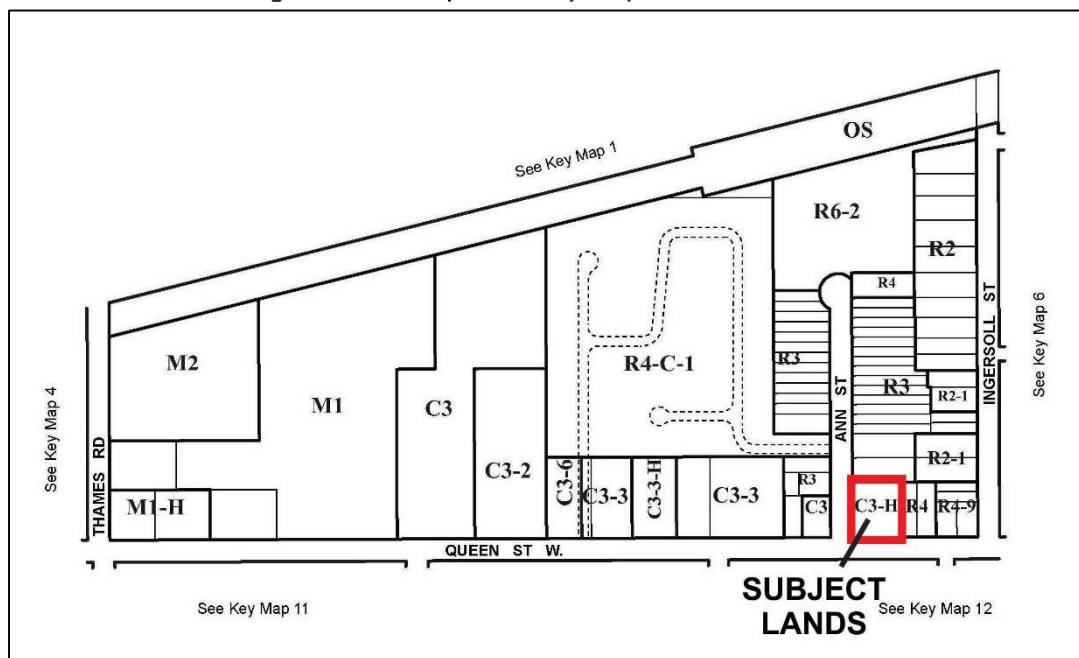 OS
See Key Map 1
R6-2
R2
R4
M2
R3
R4-C-1
M1
C3
R3
R2-1
INGERSOLL ST
See Key Map 6
See Key Map 4
THAMES RD
ANN ST
C3-2
R2-1
C3-6
C3-3
C3-3-H
C3-3
R3
C3
C3-H
R4
R4-9
M1-H
QUEEN ST W.
SUBJECT
LANDS
See Key Map 11
See Key Map 12